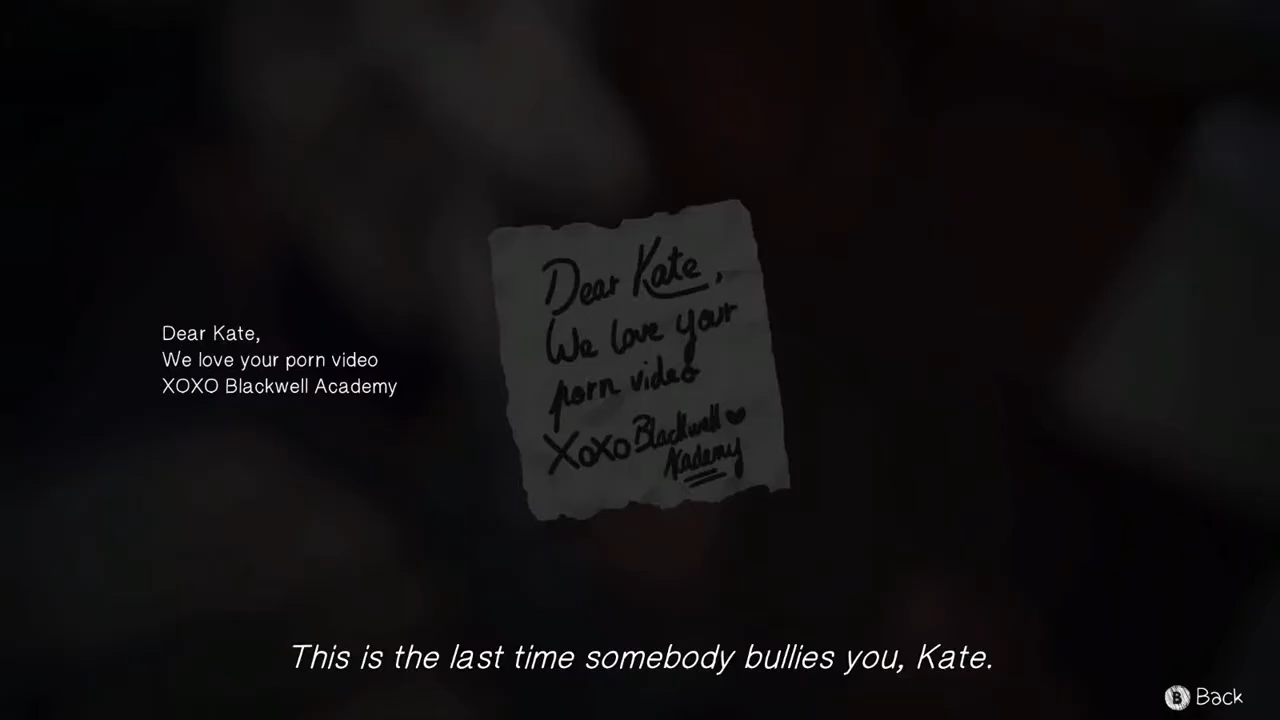 Dear Kate,
We love your porn video
XOXO Blackwell Academy
Dear Kate,
We love your
porn video
XoXo Blackwell
Academy
This is the last time somebody bullies you, Kate.
B Back